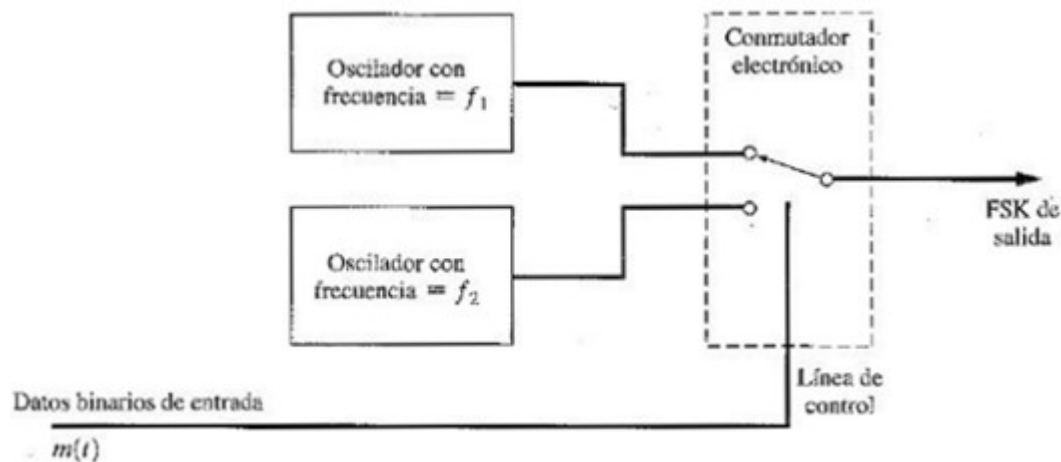 Oscilador con
frecuencia = f₁
Conmutador
electrónico
FSK de
salida
Oscilador con
frecuencia = f₂
Línea de
control
Datos binarios de entrada
m(t)